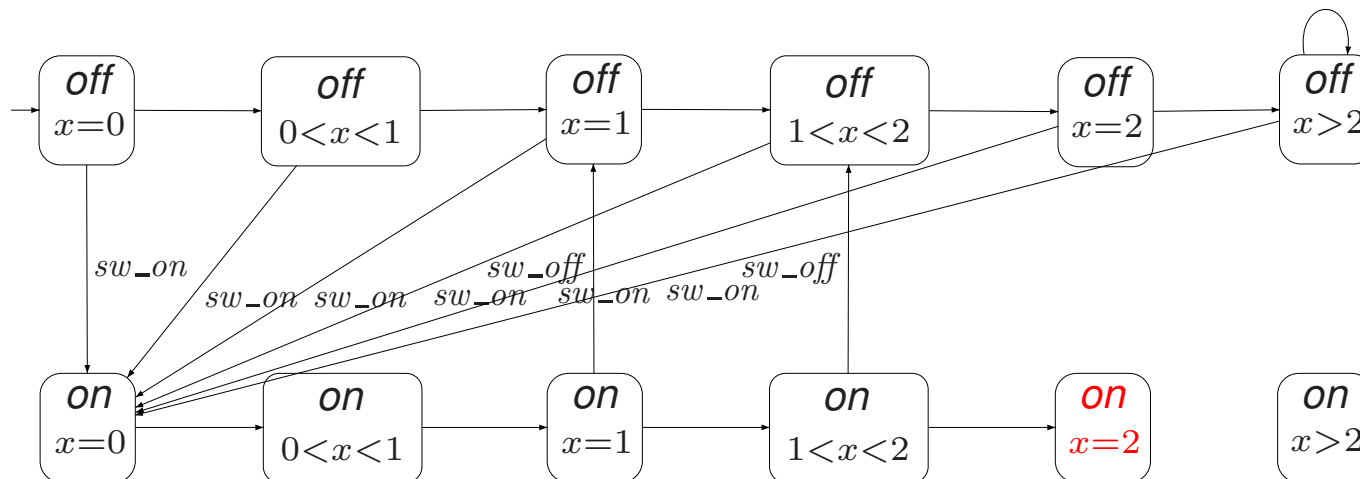 off off off off off off
x=0 0<x<1 x=1 1<x<2 x=2 x>2
sw_on sw_off sw_off
sw_on sw_on sw_on sw_on sw_on
on on on on on on
x=0 0<x<1 x=1 1<x<2 x=2 x>2